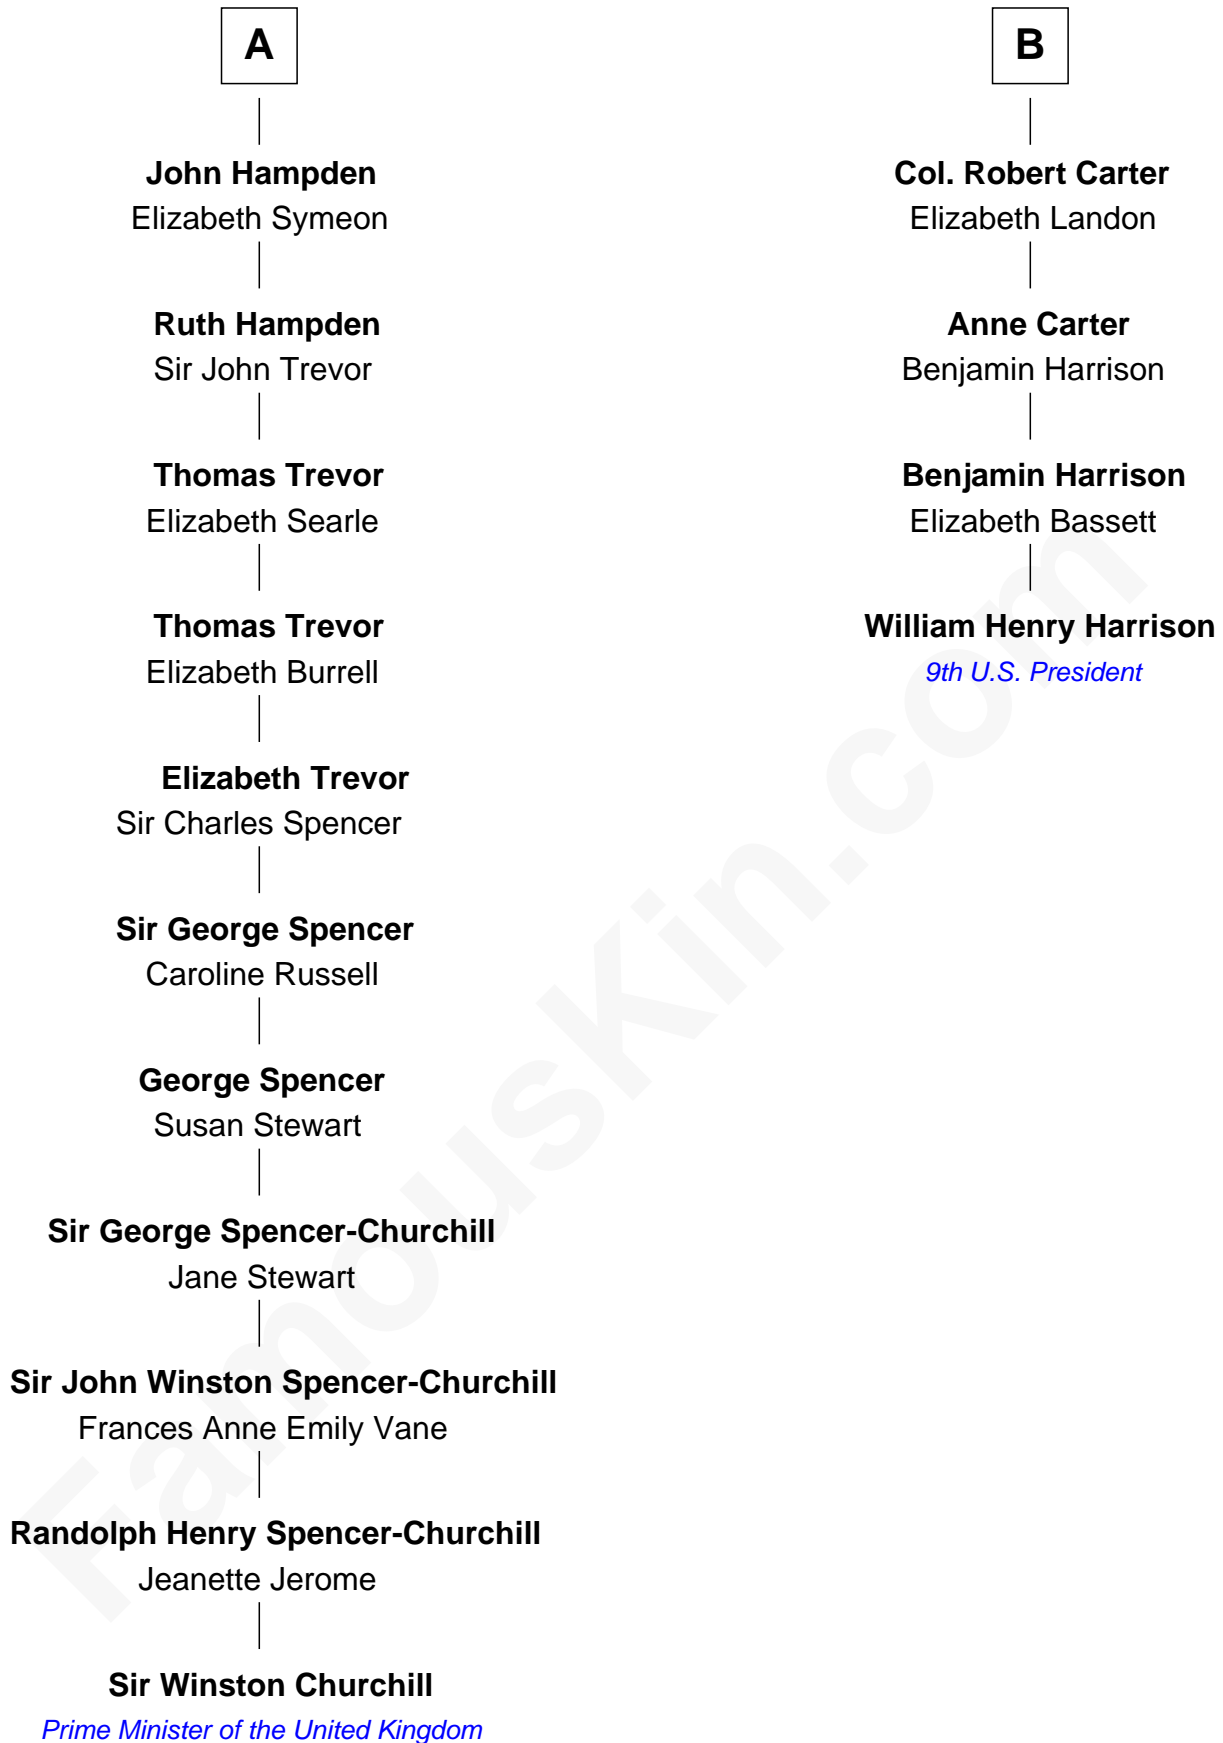 A
John Hampden
Elizabeth Symeon
Ruth Hampden
Sir John Trevor
Thomas Trevor
Elizabeth Searle
Thomas Trevor
Elizabeth Burrell
Elizabeth Trevor
Sir Charles Spencer
Sir George Spencer
Caroline Russell
George Spencer
Susan Stewart
Sir George Spencer-Churchill
Jane Stewart
Sir John Winston Spencer-Churchill
Frances Anne Emily Vane
Randolph Henry Spencer-Churchill
Jeanette Jerome
Sir Winston Churchill
Prime Minister of the United Kingdom
B
Col. Robert Carter
Elizabeth Landon
Anne Carter
Benjamin Harrison
Benjamin Harrison
Elizabeth Bassett
William Henry Harrison
9th U.S. President
FamousKin.com